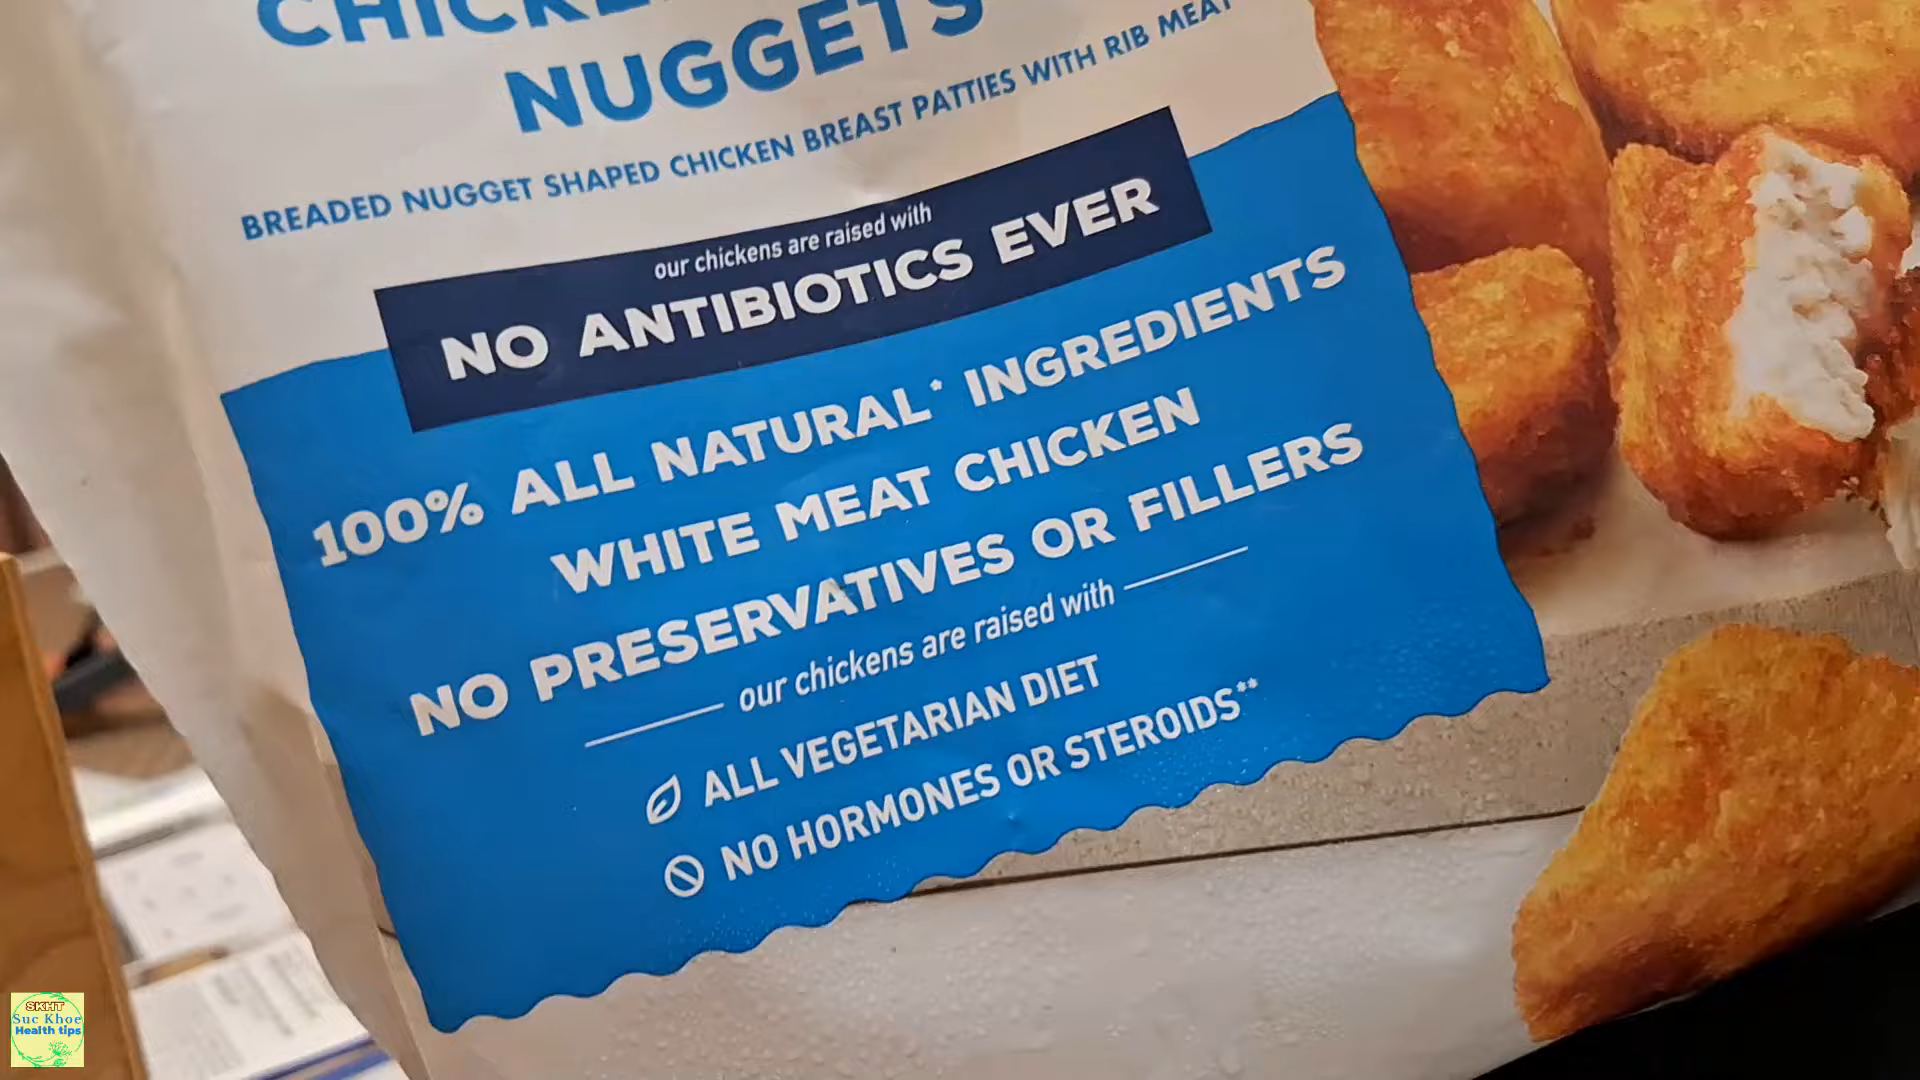 CHICKE
NUGGETS
BREADED NUGGET SHAPED CHICKEN BREAST PATTIES WITH RIB MEAT
our chickens are raised with
NO ANTIBIOTICS EVER
100% ALL NATURAL* INGREDIENTS
WHITE MEAT CHICKEN
NO PRESERVATIVES OR FILLERS
our chickens are raised with
ALL VEGETARIAN DIET
NO HORMONES OR STEROIDS**
SKHT
Suc Khoe
Health tips